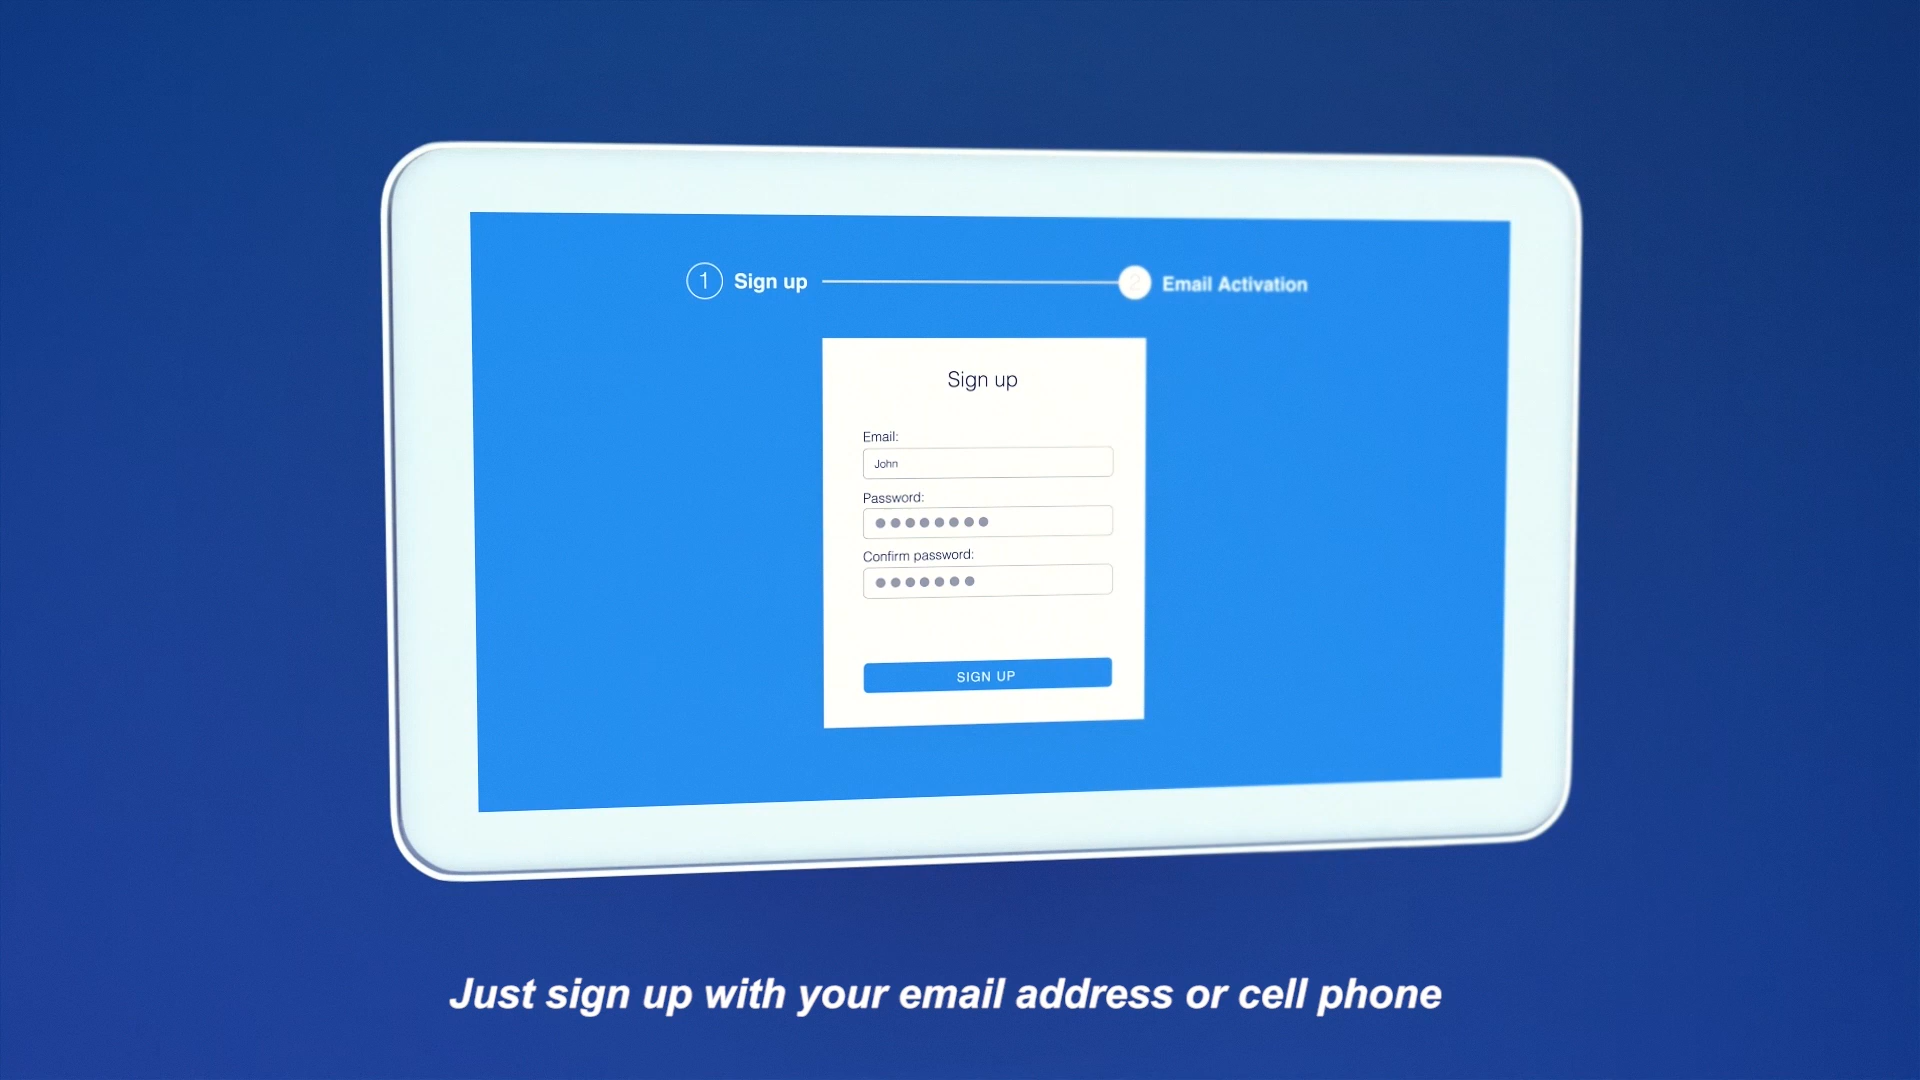 1 Sign up
2 Email Activation
Sign up
Email:
John
Password:
Confirm password:
SIGN UP
Just sign up with your email address or cell phone